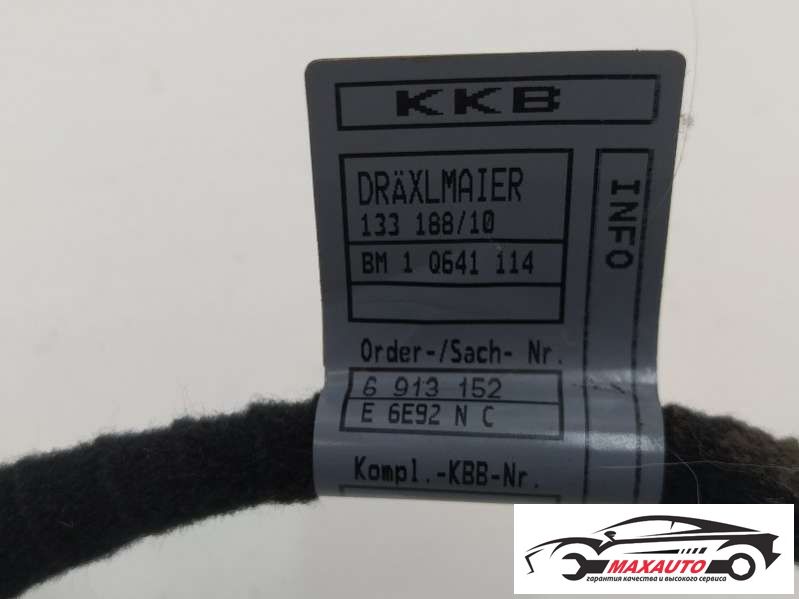 KKB
DRÄXLMAIER
133 188/10
BM 1 Q641 114
INFO
Order-/Sach- Nr.
6 913 152
E 6E92 N C
Kompl.-KBB-Nr.
MAXAUTO
гарантия качества и высокого сервиса